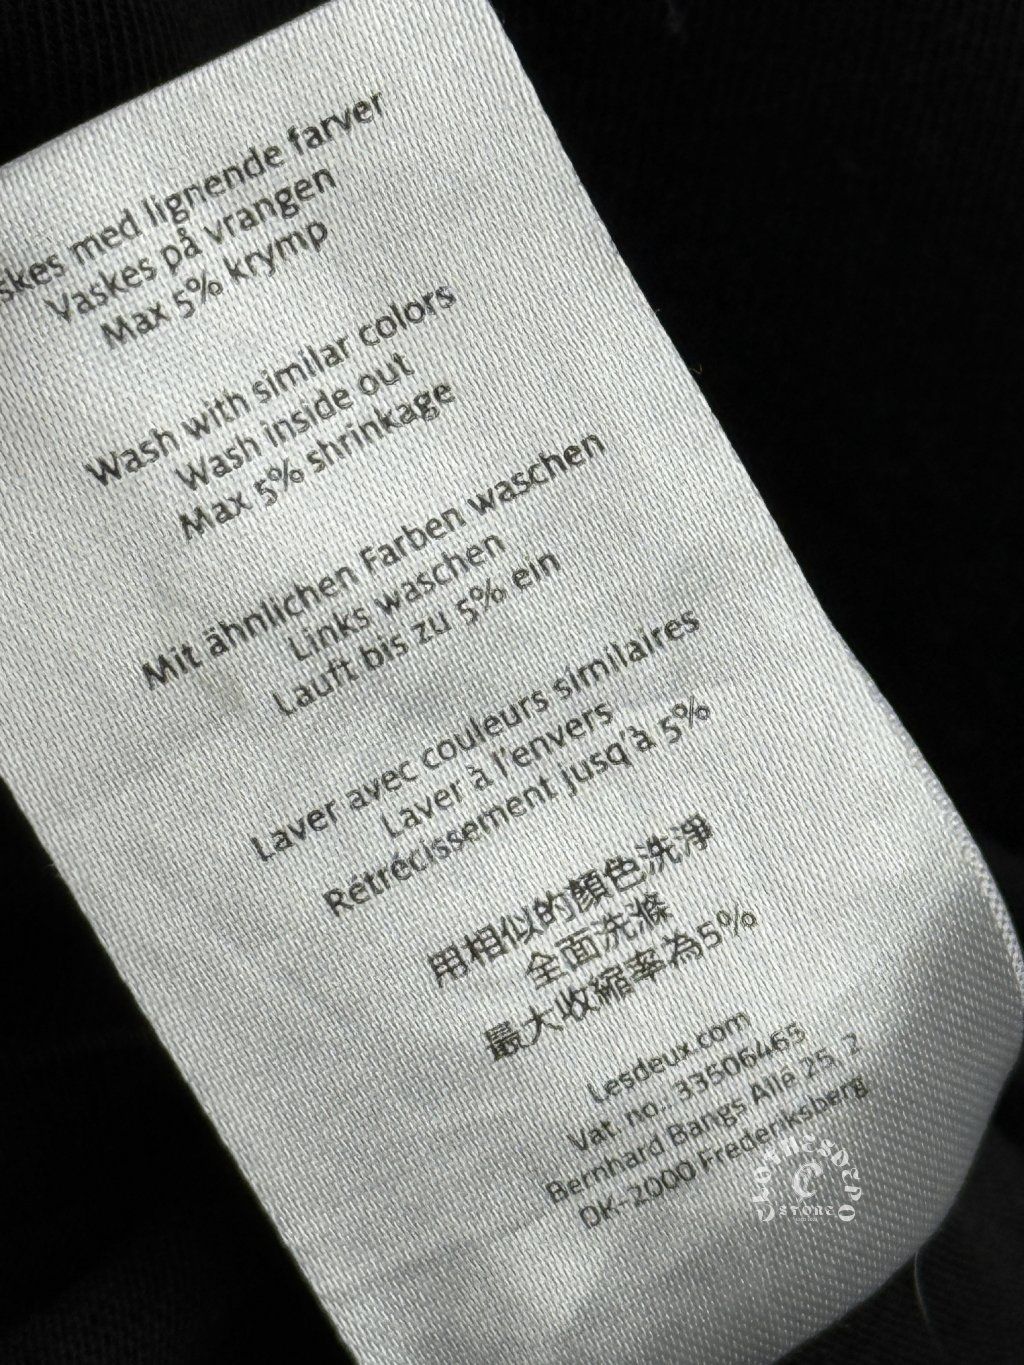 skes med lignende farver
Vaskes på vrangen
Max 5% krymp
Wash with similar colors
Wash inside out
Max 5% shrinkage
Mit ähnlichen Farben waschen
Links waschen
Lauft bis zu 5% ein
Laver avec couleurs similaires
Laver à l'envers
Rétrécissement jusq'à 5%
用相似的顏色洗淨
全面洗滌
最大收縮率為5%
Lesdeux.com
Vat. no.: 33506465
Bernhard Bangs Allé 25, 2
DK-2000 Frederiksberg
STORE